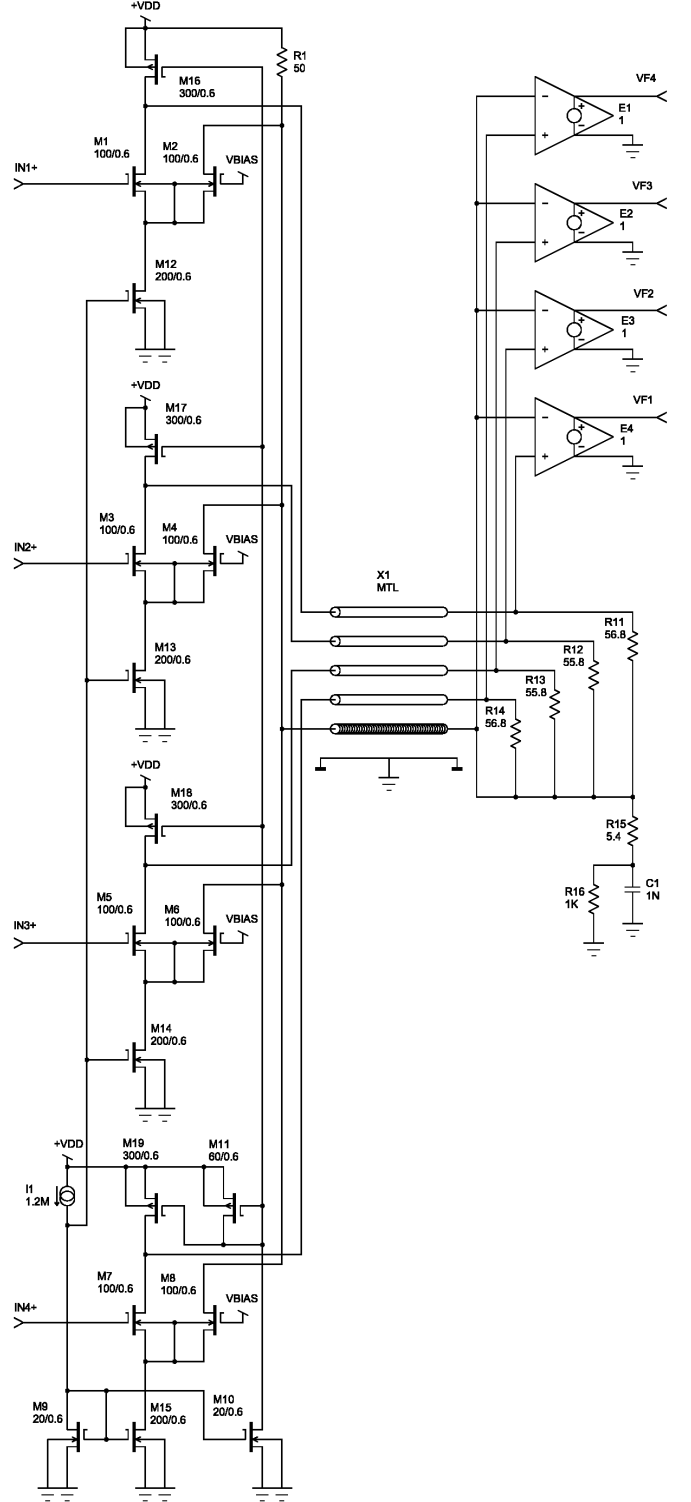 +VDD
R1
50
M16
300/0.6
M1
100/0.6
M2
100/0.6
VBIAS
IN1+
M12
200/0.6
VF4
E1
1
VF3
E2
1
VF2
E3
1
VF1
E4
1
+VDD
M17
300/0.6
M3
100/0.6
M4
100/0.6
VBIAS
IN2+
M13
200/0.6
X1
MTL
R11
56.8
R12
55.8
R13
55.8
R14
56.8
+VDD
M18
300/0.6
R15
5.4
R16
1K
C1
1N
M5
100/0.6
M6
100/0.6
VBIAS
IN3+
M14
200/0.6
+VDD
M19
300/0.6
M11
60/0.6
I1
1.2M
M7
100/0.6
M8
100/0.6
VBIAS
IN4+
M9
20/0.6
M15
200/0.6
M10
20/0.6